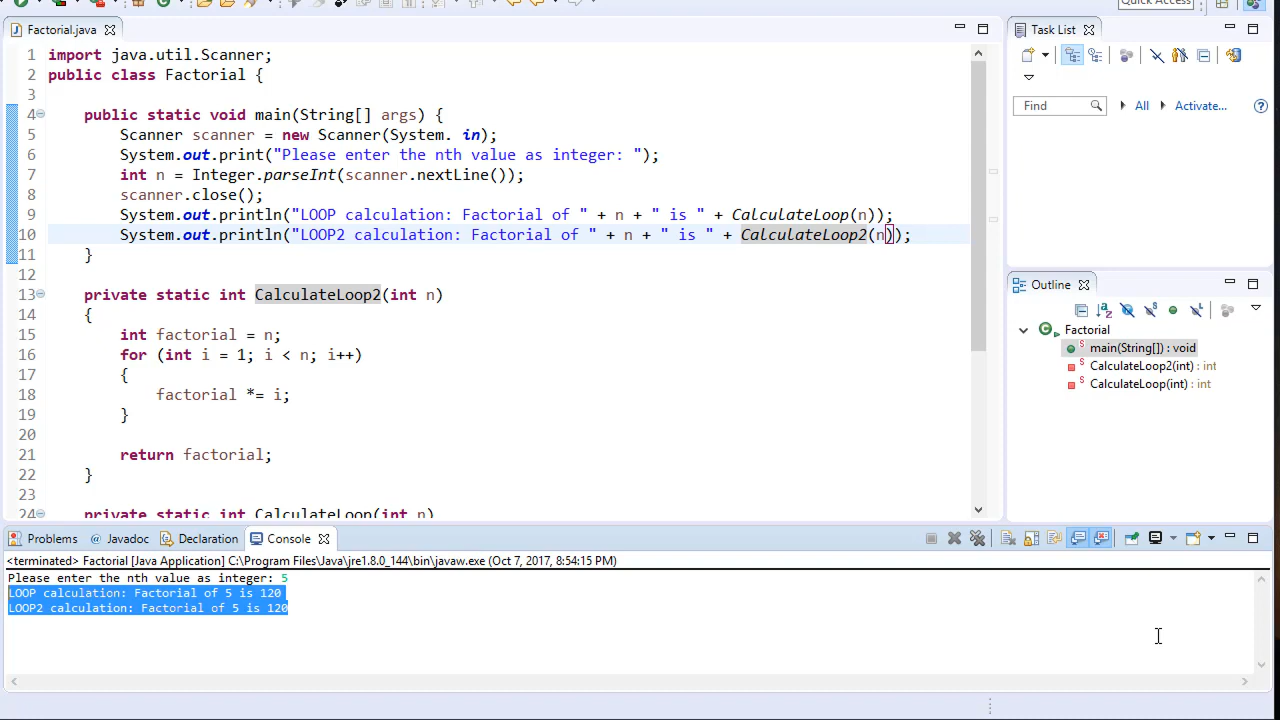 Quick Access
Factorial.java
1 import java.util.Scanner;
2 public class Factorial {
3
4 public static void main(String[] args) {
5 Scanner scanner = new Scanner(System. in);
6 System.out.print("Please enter the nth value as integer: ");
7 int n = Integer.parseInt(scanner.nextLine());
8 scanner.close();
9 System.out.println("LOOP calculation: Factorial of " + n + " is " + CalculateLoop(n));
10 System.out.println("LOOP2 calculation: Factorial of " + n + " is " + CalculateLoop2(n));
11 }
12
13 private static int CalculateLoop2(int n)
14 {
15 int factorial = n;
16 for (int i = 1; i < n; i++)
17 {
18 factorial *= i;
19 }
20
21 return factorial;
22 }
23
24 private static int CalculateLoop(int n)
Task List
Find All Activate...
Outline
Factorial
main(String[]) : void
CalculateLoop2(int) : int
CalculateLoop(int) : int
Problems Javadoc Declaration Console
<terminated> Factorial [Java Application] C:\Program Files\Java\jre1.8.0_144\bin\javaw.exe (Oct 7, 2017, 8:54:15 PM)
Please enter the nth value as integer: 5
LOOP calculation: Factorial of 5 is 120
LOOP2 calculation: Factorial of 5 is 120